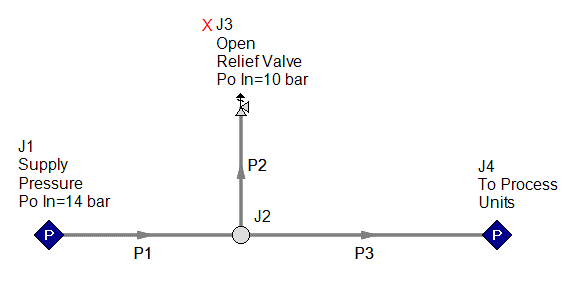 X J3
Open
Relief Valve
Po In=10 bar
J1
Supply
Pressure
Po In=14 bar
P2
J4
To Process
Units
J2
P
P
P1
P3